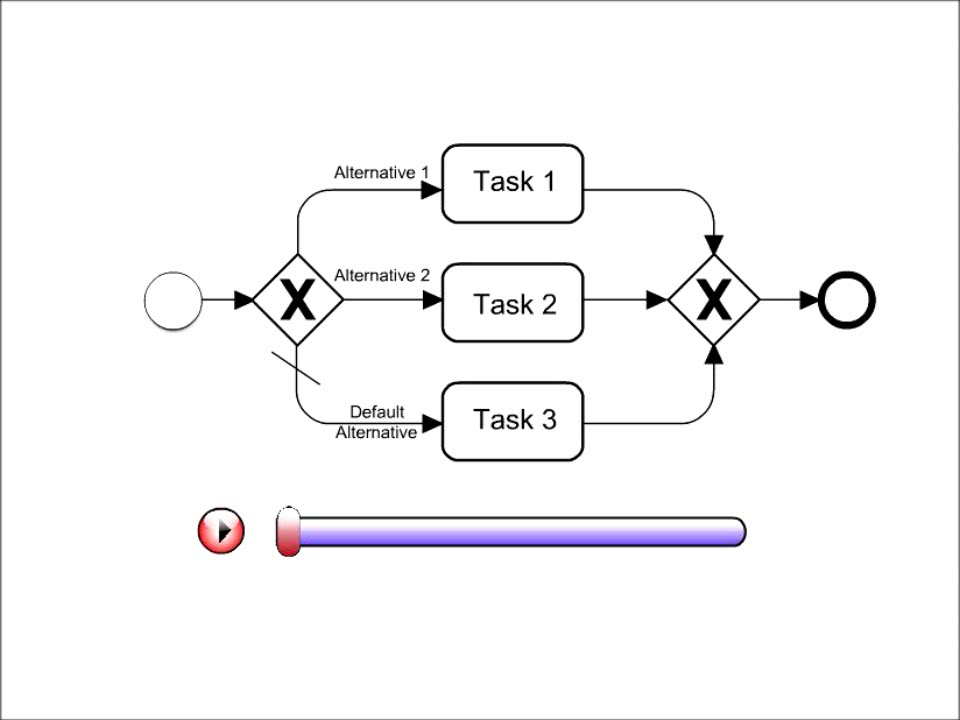 Alternative 1
Task 1
Alternative 2
X
Task 2
X
Default
Alternative
Task 3